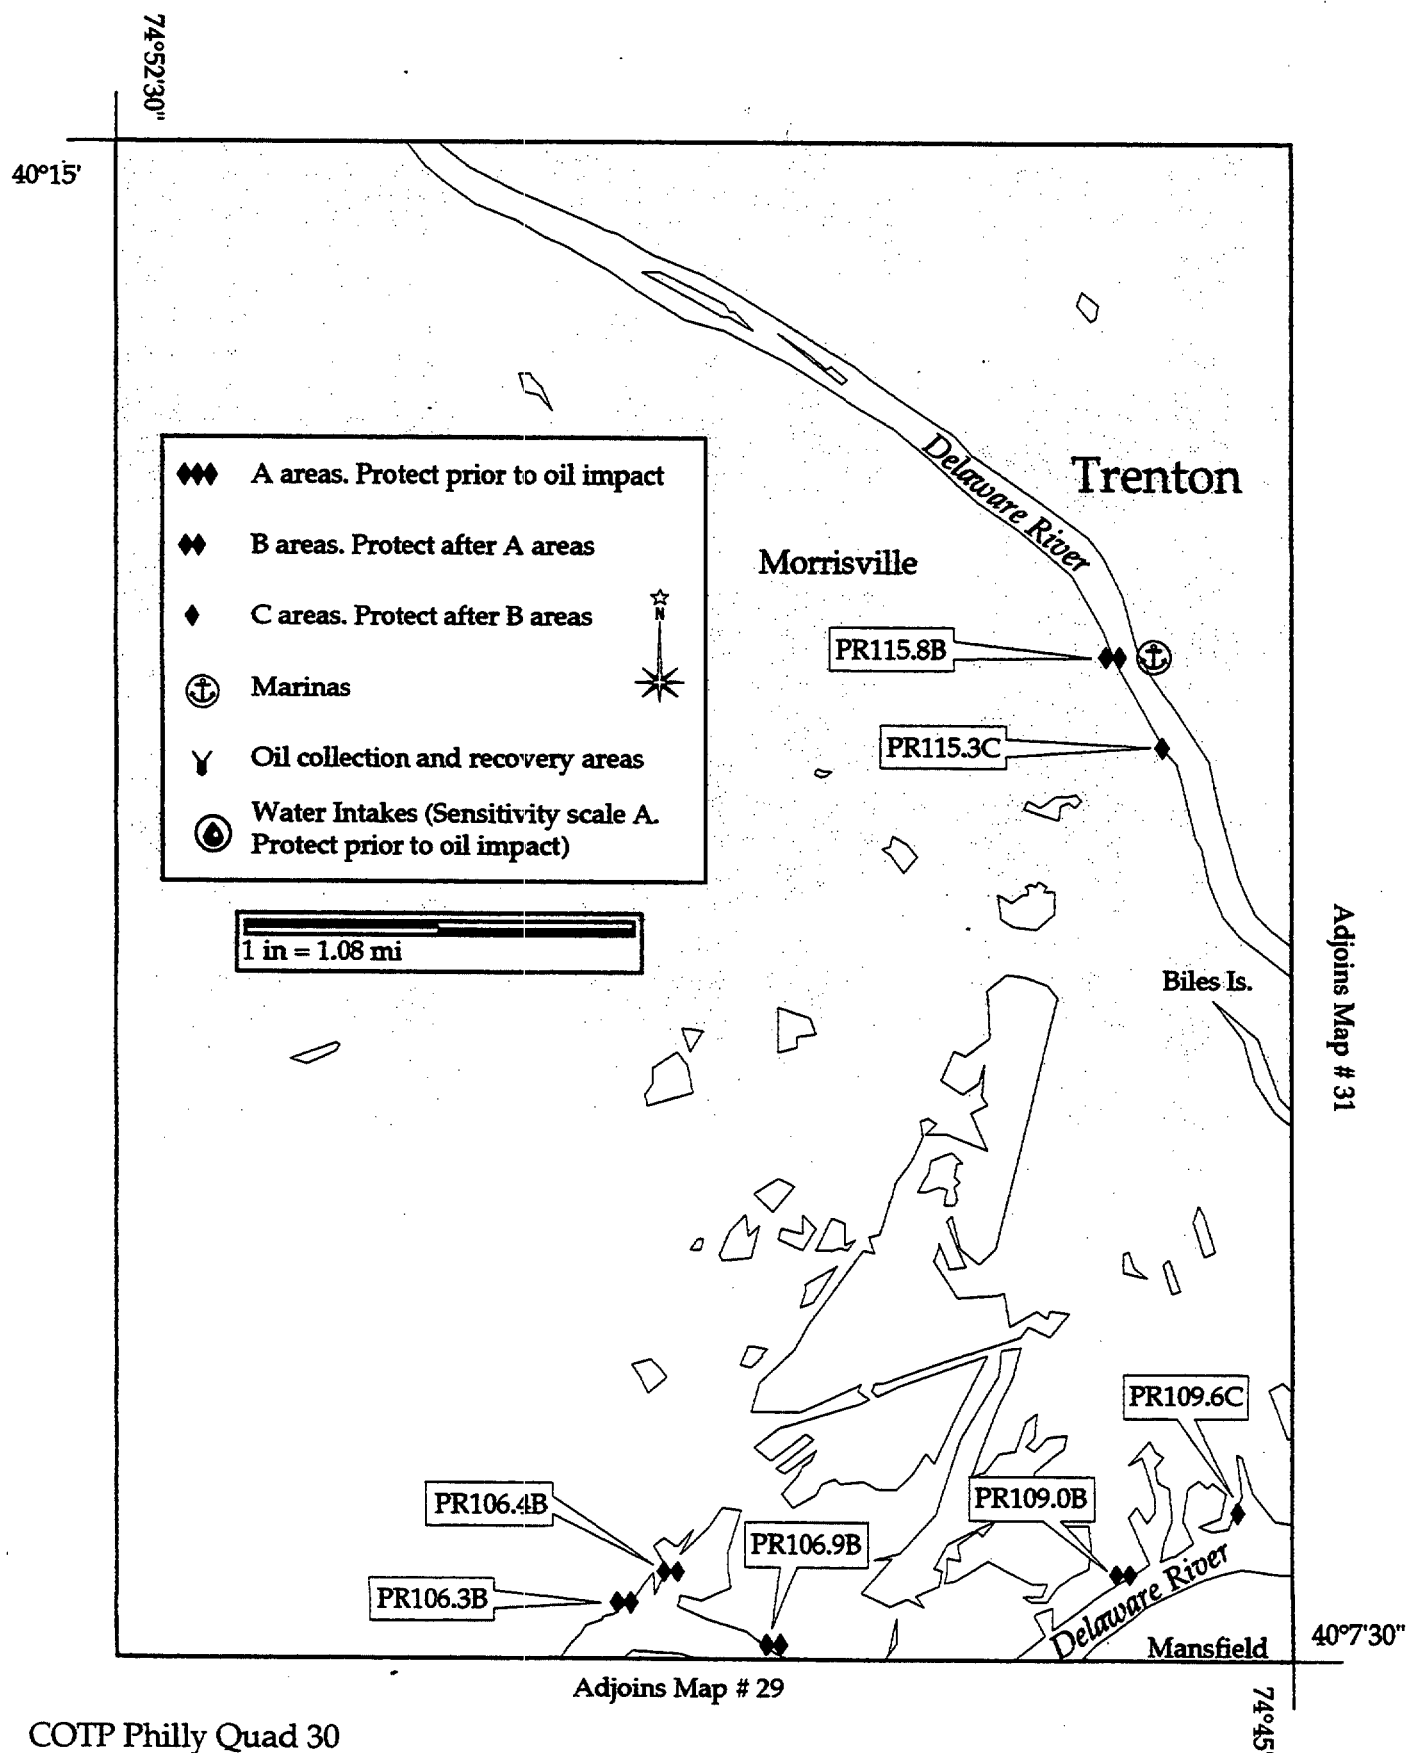 74°52'30"
40°15'
Delaware River
Trenton
A areas. Protect prior to oil impact
B areas. Protect after A areas
C areas. Protect after B areas
N
Marinas
Oil collection and recovery areas
Water Intakes (Sensitivity scale A.
Protect prior to oil impact)
Morrisville
PR115.8B
PR115.3C
1 in = 1.08 mi
Biles Is.
Adjoins Map # 31
PR109.6C
PR106.4B
PR109.0B
PR106.9B
PR106.3B
Delaware River
Mansfield
40°7'30"
Adjoins Map # 29
74°45'
COTP Philly Quad 30